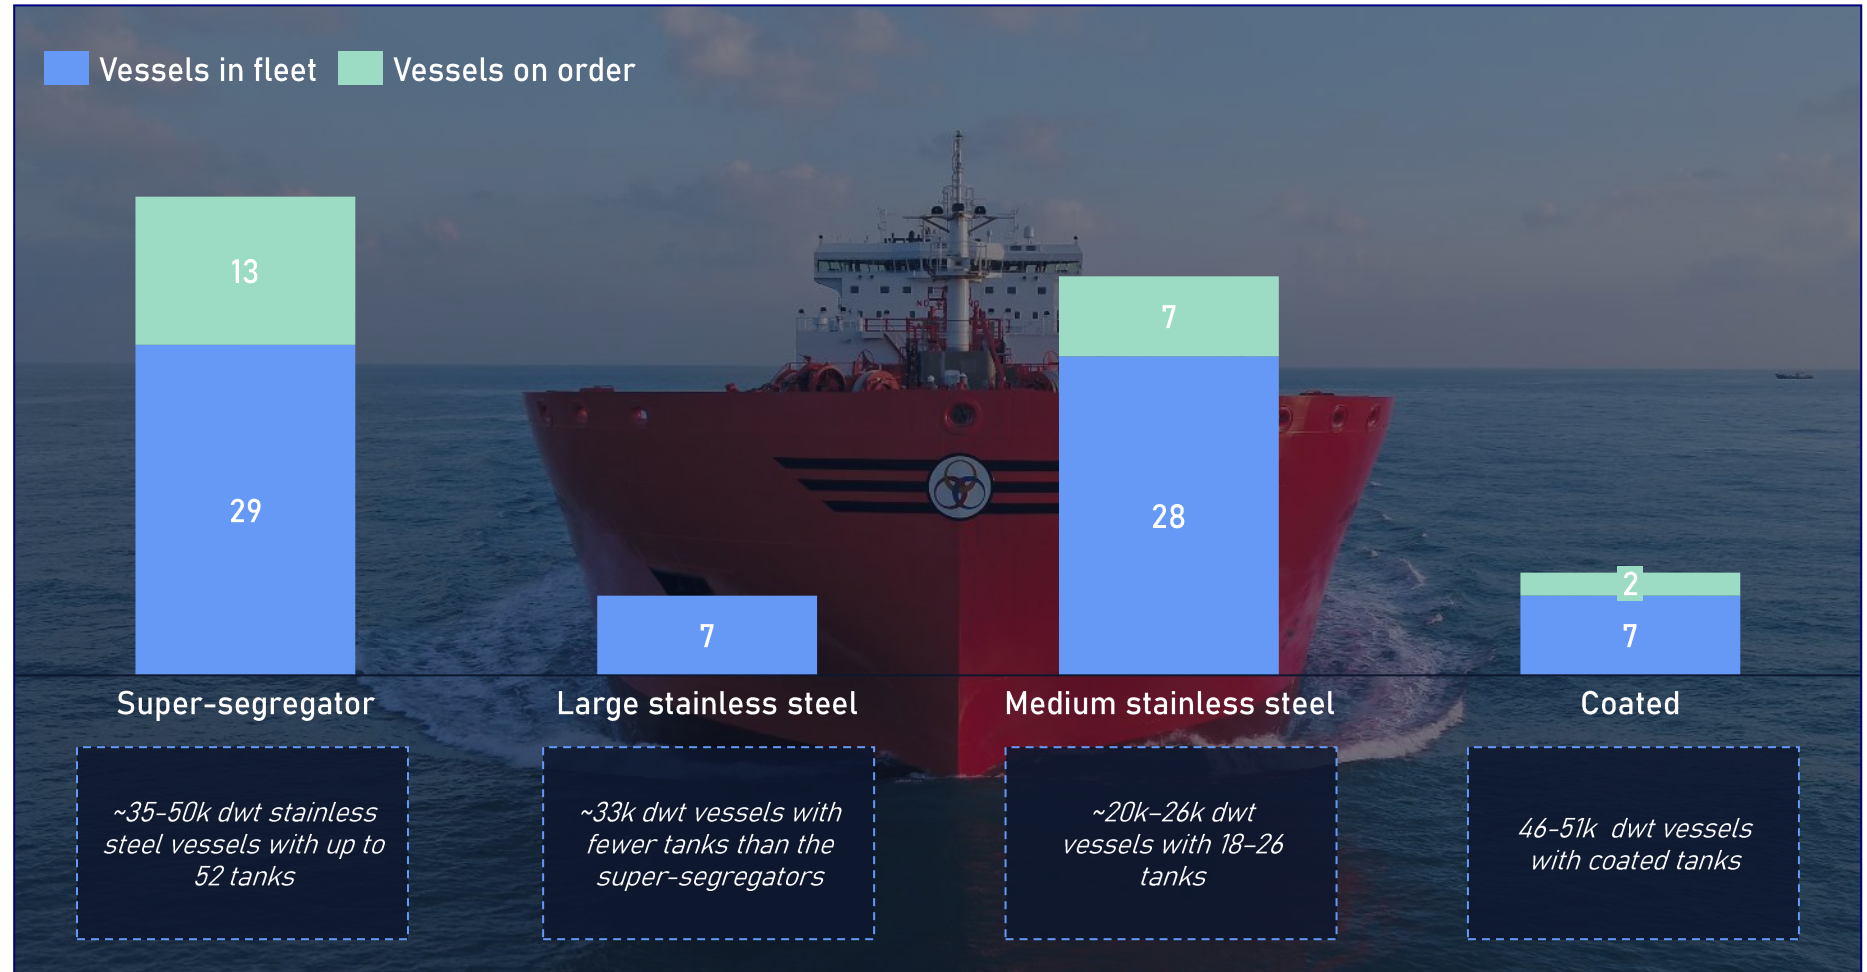 Vessels in fleet
Vessels on order
13
29
7
7
28
2
7
Super-segregator
Large stainless steel
Medium stainless steel
Coated
~35-50k dwt stainless
steel vessels with up to
52 tanks
~33k dwt vessels with
fewer tanks than the
super-segregators
~20k–26k dwt
vessels with 18–26
tanks
46-51k  dwt vessels
with coated tanks